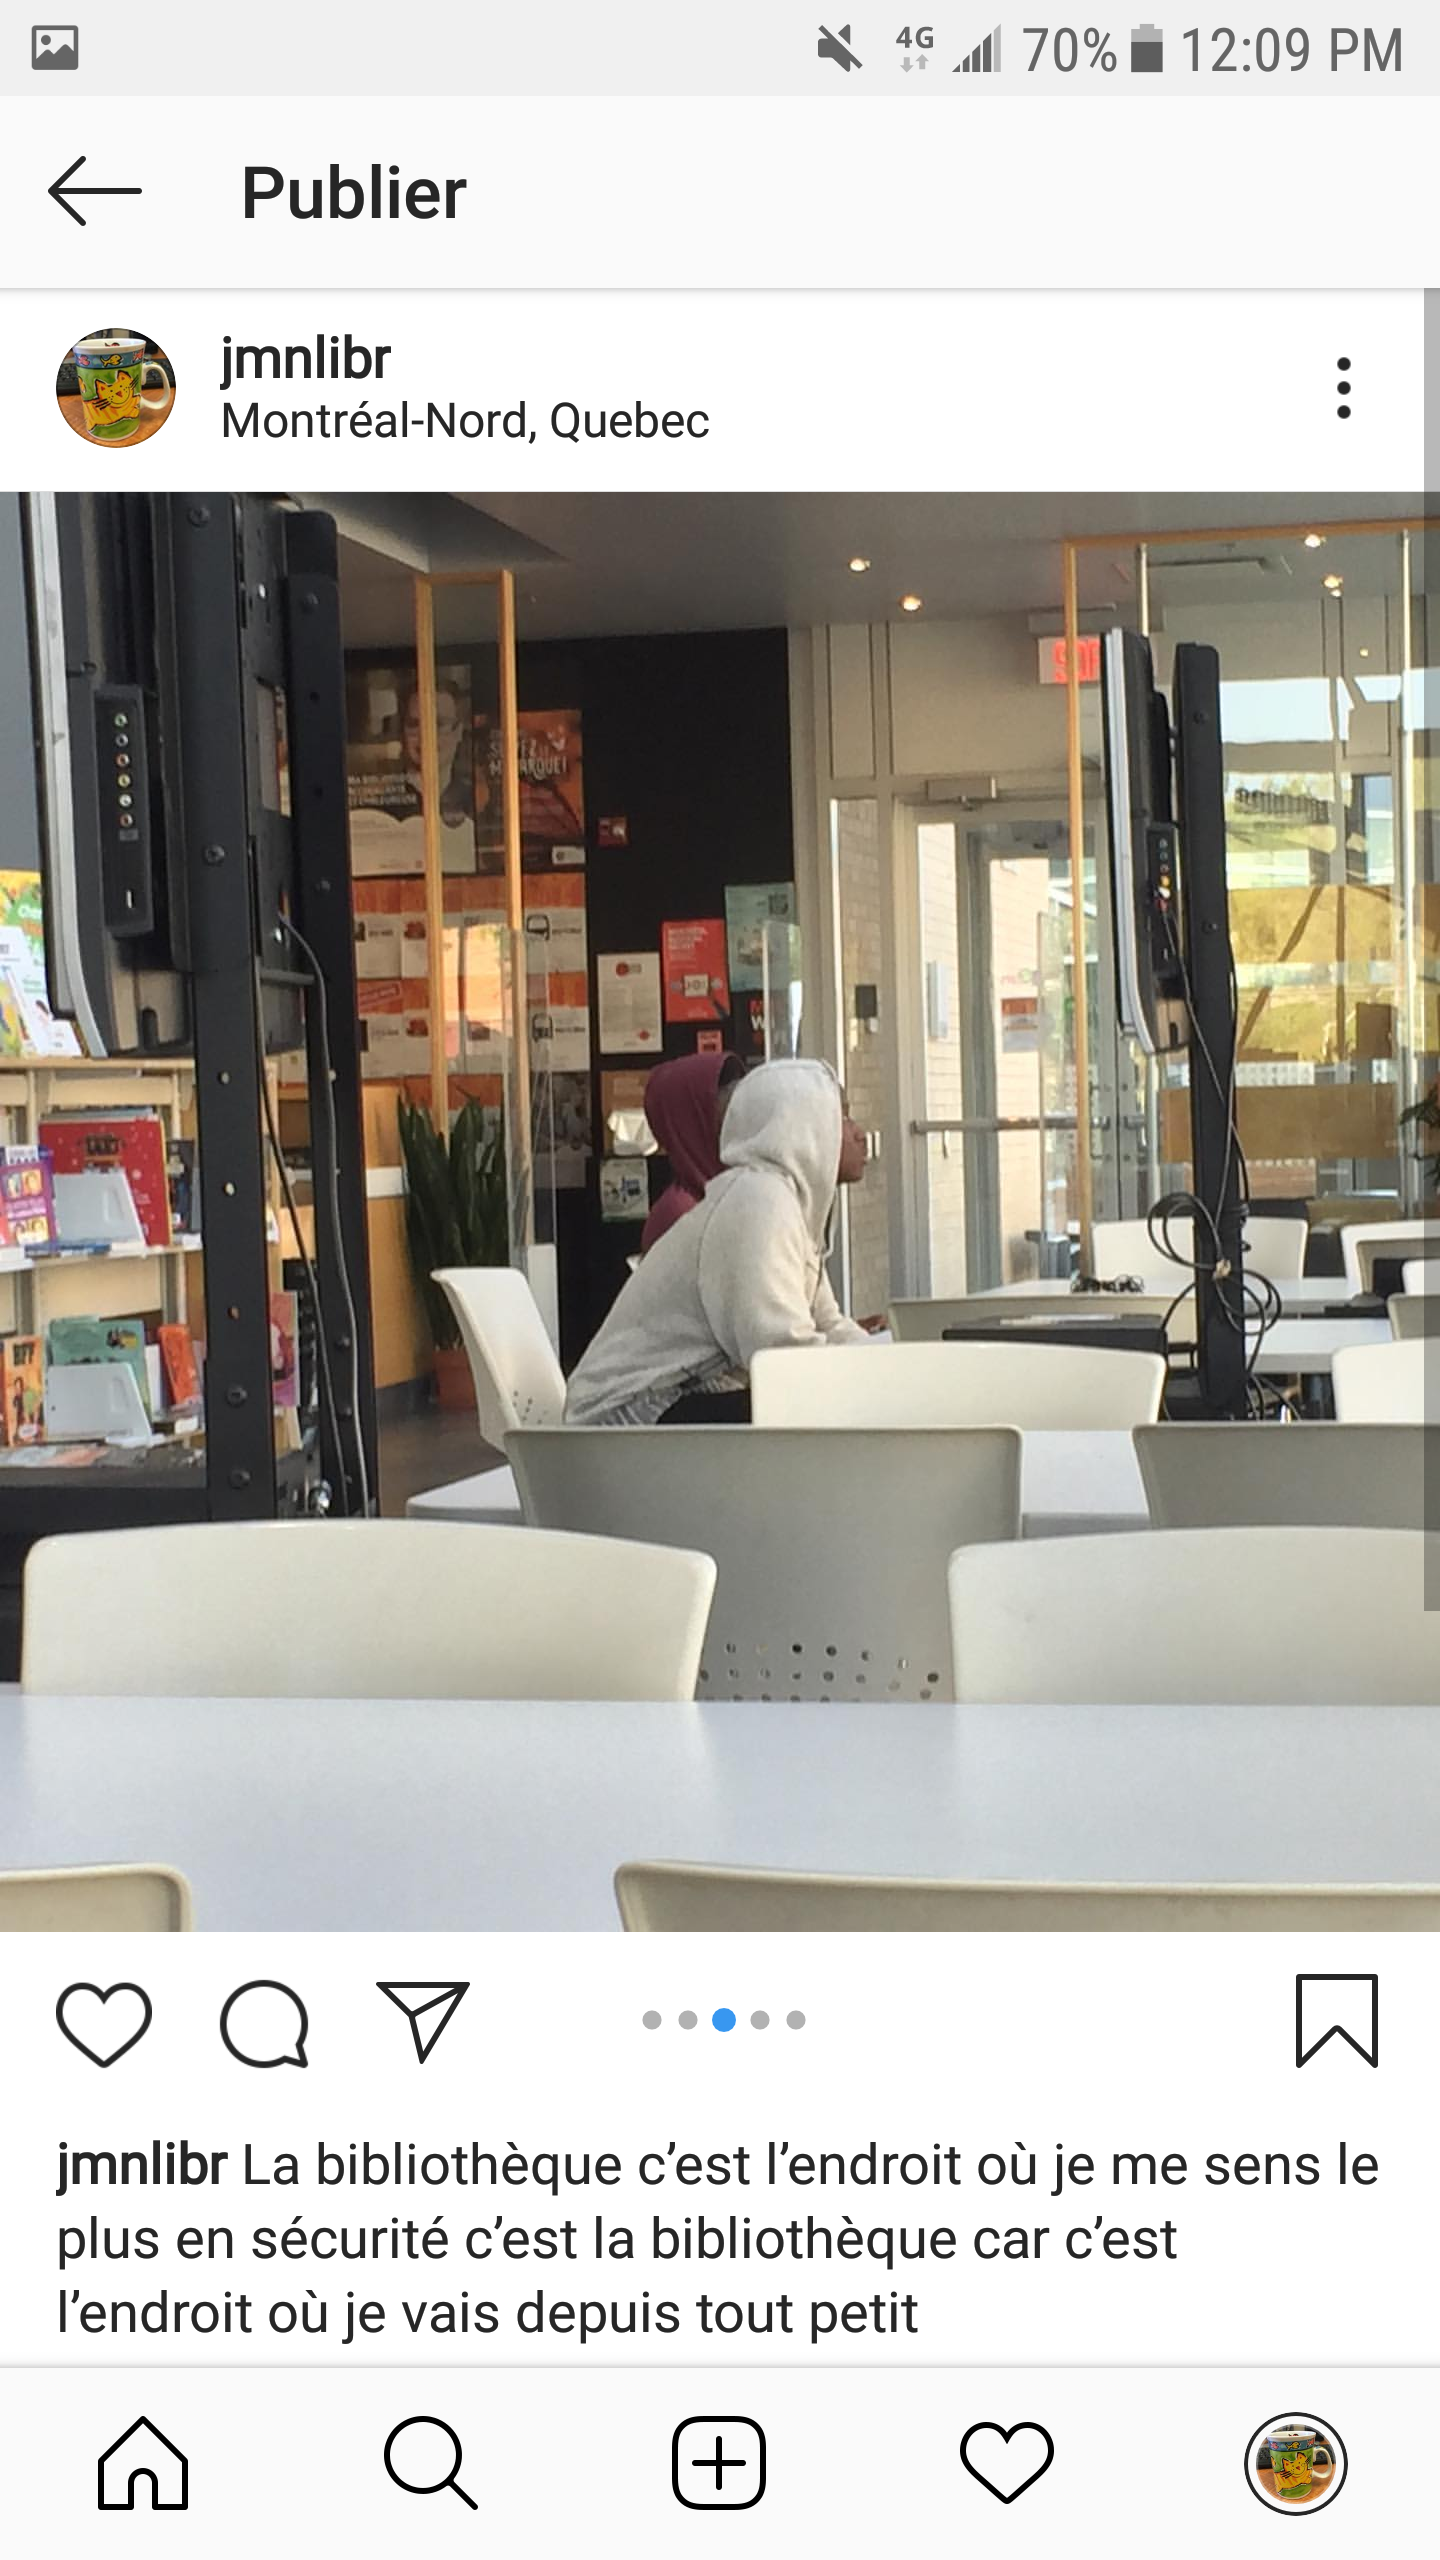 4G 70% 12:09 PM
Publier
jmnlibr
Montréal-Nord, Quebec
jmnlibr La bibliothèque c’est l’endroit où je me sens le
plus en sécurité c’est la bibliothèque car c’est
l’endroit où je vais depuis tout petit